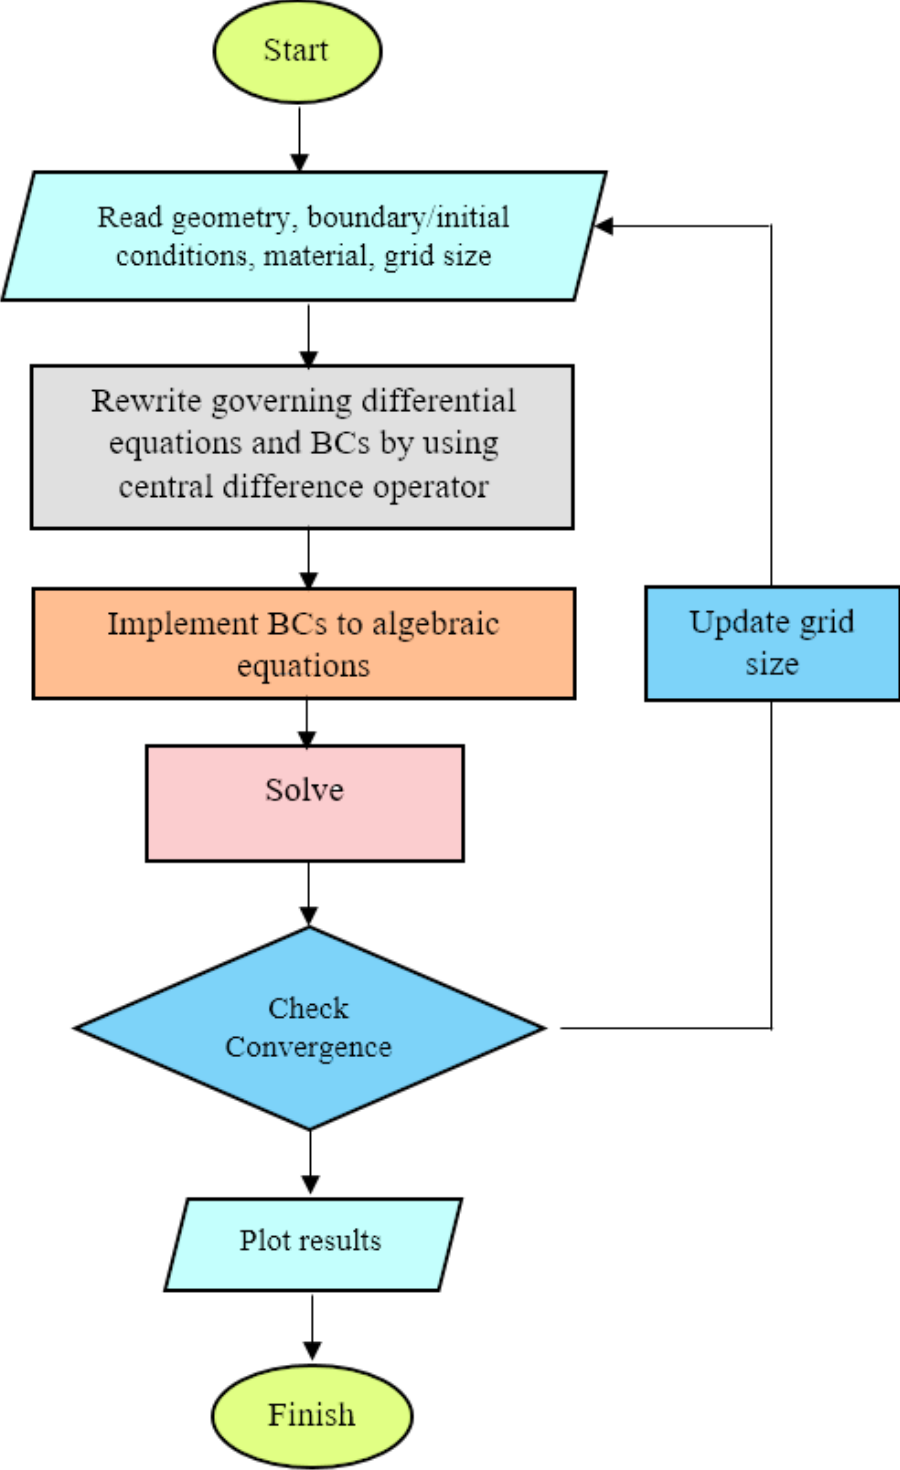 Start
Read geometry, boundary/initial
conditions, material, grid size
Rewrite governing differential
equations and BCs by using
central difference operator
Implement BCs to algebraic
equations
Update grid
size
Solve
Check
Convergence
Plot results
Finish